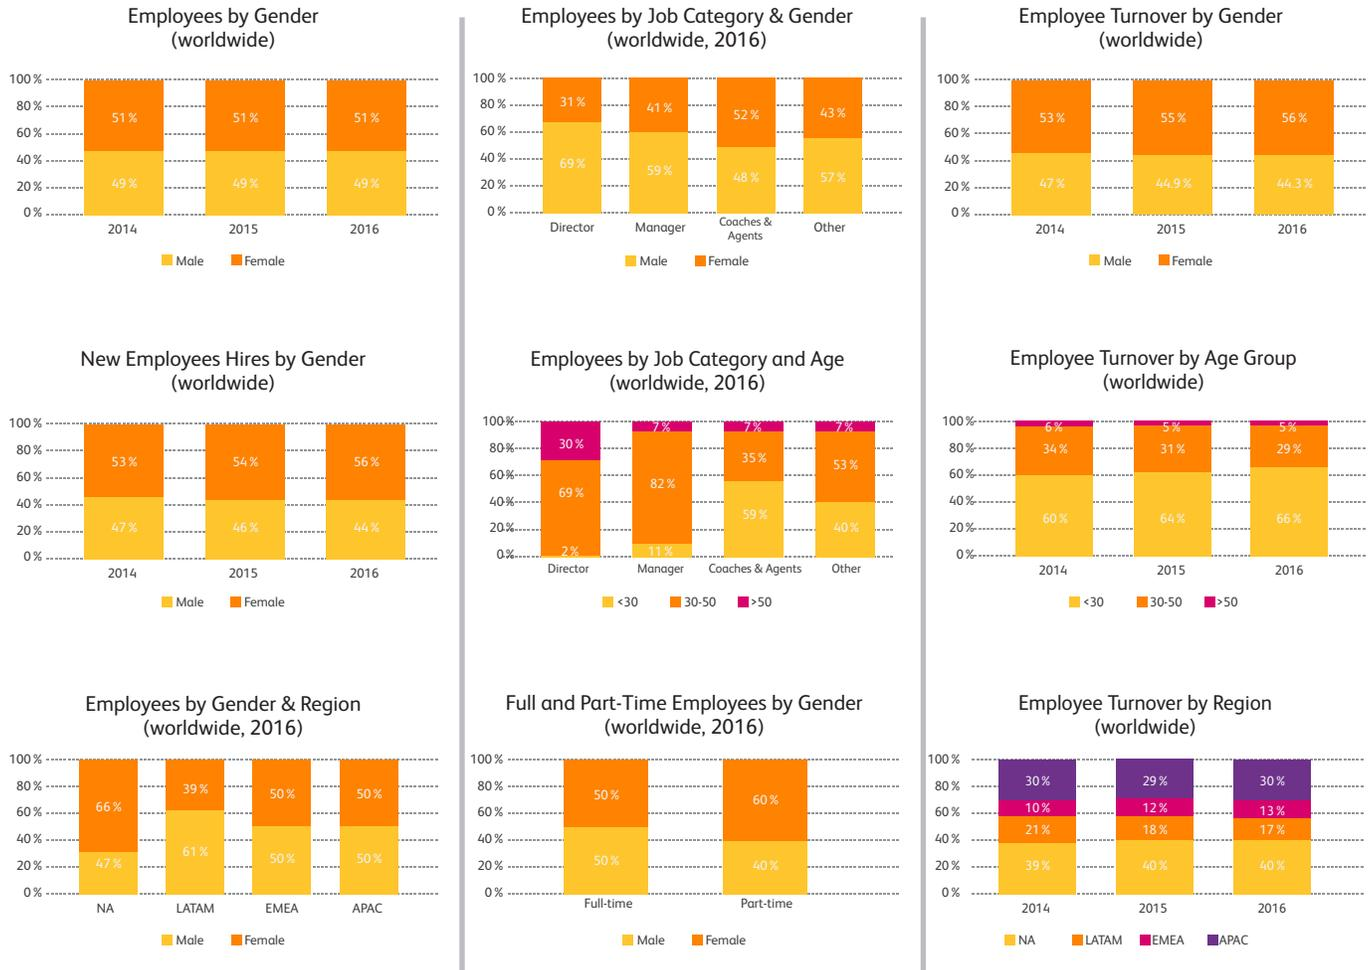 Employees by Gender
(worldwide)
100 %
80 %
60 %
40 %
20 %
0 %
51 %
51 %
51 %
49 %
49 %
49 %
2014
2015
2016
Male
Female
Employees by Job Category & Gender
(worldwide, 2016)
100 %
80 %
60 %
40 %
20 %
0 %
31 %
41 %
52 %
43 %
69 %
59 %
48 %
57 %
Director
Manager
Coaches &
Agents
Other
Male
Female
Employee Turnover by Gender
(worldwide)
100 %
80 %
60 %
40 %
20 %
0 %
53 %
55 %
56 %
47 %
44.9 %
44.3 %
2014
2015
2016
Male
Female
New Employees Hires by Gender
(worldwide)
100 %
80 %
60 %
40 %
20 %
0 %
53 %
54 %
56 %
47 %
46 %
44 %
2014
2015
2016
Male
Female
Employees by Job Category and Age
(worldwide, 2016)
100 %
80 %
60 %
40 %
20 %
0 %
30 %
7 %
7 %
7 %
69 %
82 %
35 %
53 %
2 %
11 %
59 %
40 %
Director
Manager
Coaches & Agents
Other
<30
30-50
>50
Employee Turnover by Age Group
(worldwide)
100 %
80 %
60 %
40 %
20 %
0 %
6 %
5 %
5 %
34 %
31 %
29 %
60 %
64 %
66 %
2014
2015
2016
<30
30-50
>50
Employees by Gender & Region
(worldwide, 2016)
100 %
80 %
60 %
40 %
20 %
0 %
66 %
39 %
50 %
50 %
47 %
61 %
50 %
50 %
NA
LATAM
EMEA
APAC
Male
Female
Full and Part-Time Employees by Gender
(worldwide, 2016)
100 %
80 %
60 %
40 %
20 %
0 %
50 %
60 %
50 %
40 %
Full-time
Part-time
Male
Female
Employee Turnover by Region
(worldwide)
100 %
80 %
60 %
40 %
20 %
0 %
30 %
29 %
30 %
10 %
12 %
13 %
21 %
18 %
17 %
39 %
40 %
40 %
2014
2015
2016
NA
LATAM
EMEA
APAC